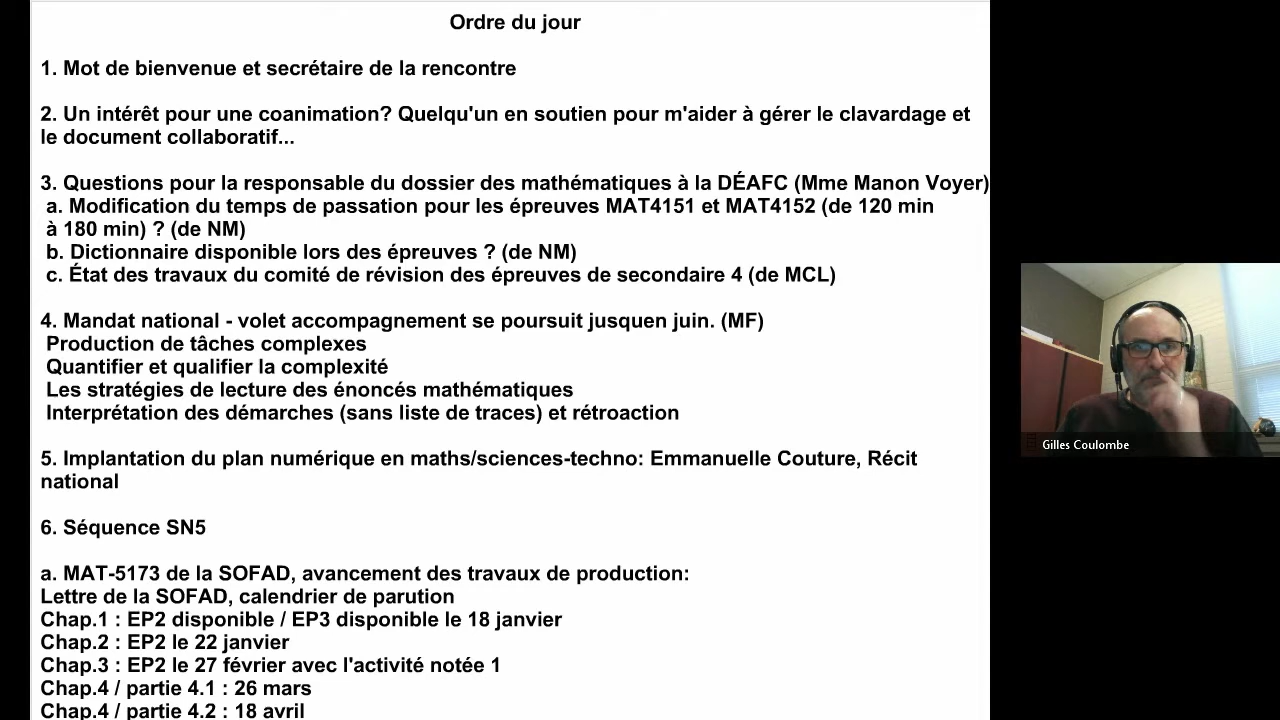 Ordre du jour
1. Mot de bienvenue et secrétaire de la rencontre
2. Un intérêt pour une coanimation? Quelqu'un en soutien pour m'aider à gérer le clavardage et
le document collaboratif...
3. Questions pour la responsable du dossier des mathématiques à la DÉAFC (Mme Manon Voyer)
a. Modification du temps de passation pour les épreuves MAT4151 et MAT4152 (de 120 min
à 180 min) ? (de NM)
b. Dictionnaire disponible lors des épreuves ? (de NM)
c. État des travaux du comité de révision des épreuves de secondaire 4 (de MCL)
4. Mandat national - volet accompagnement se poursuit jusquen juin. (MF)
Production de tâches complexes
Quantifier et qualifier la complexité
Les stratégies de lecture des énoncés mathématiques
Interprétation des démarches (sans liste de traces) et rétroaction
5. Implantation du plan numérique en maths/sciences-techno: Emmanuelle Couture, Récit
national
6. Séquence SN5
a. MAT-5173 de la SOFAD, avancement des travaux de production:
Lettre de la SOFAD, calendrier de parution
Chap.1 : EP2 disponible / EP3 disponible le 18 janvier
Chap.2 : EP2 le 22 janvier
Chap.3 : EP2 le 27 février avec l'activité notée 1
Chap.4 / partie 4.1 : 26 mars
Chap.4 / partie 4.2 : 18 avril
Gilles Coulombe